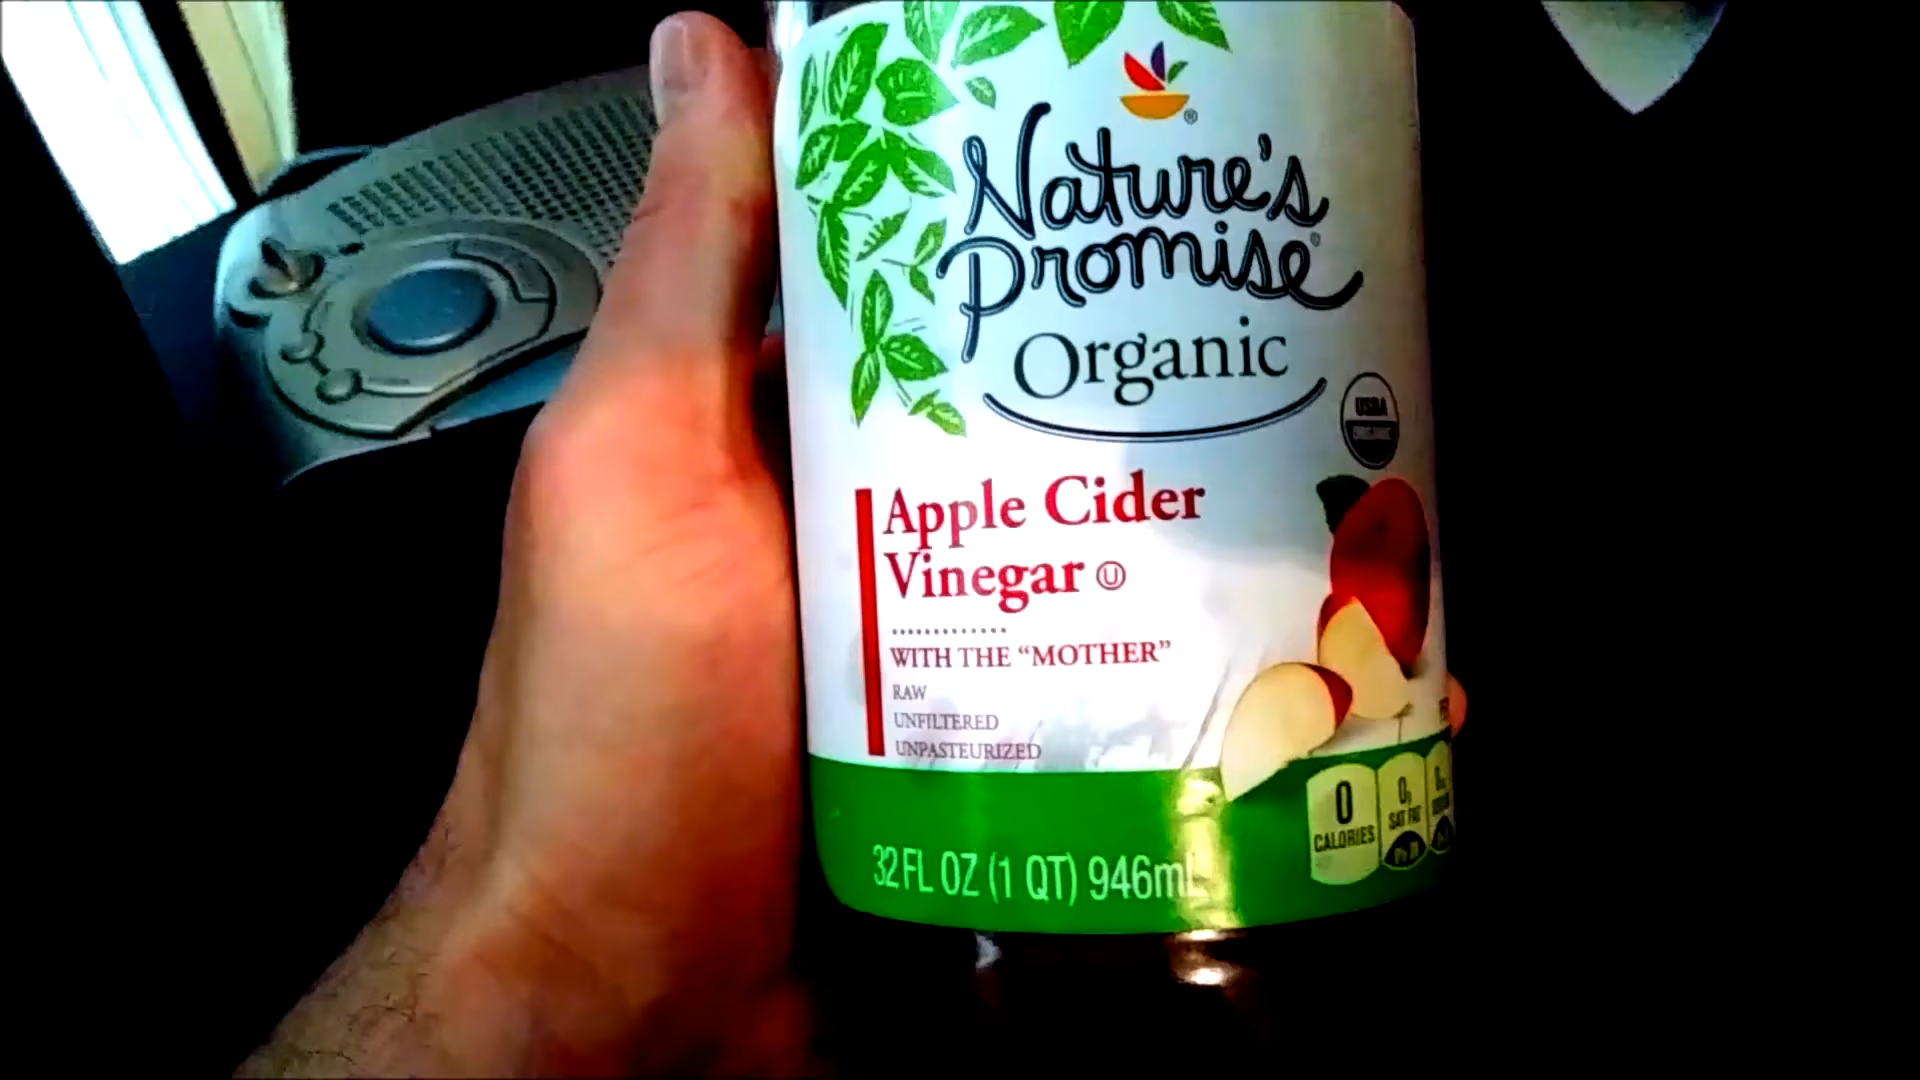 Nature's
Promise
Organic
USDA
Apple Cider
Vinegar
WITH THE “MOTHER”
RAW
UNFILTERED
UNPASTEURIZED
32 FL OZ (1 QT) 946mL
0
CALORIES
0g
SAT FAT